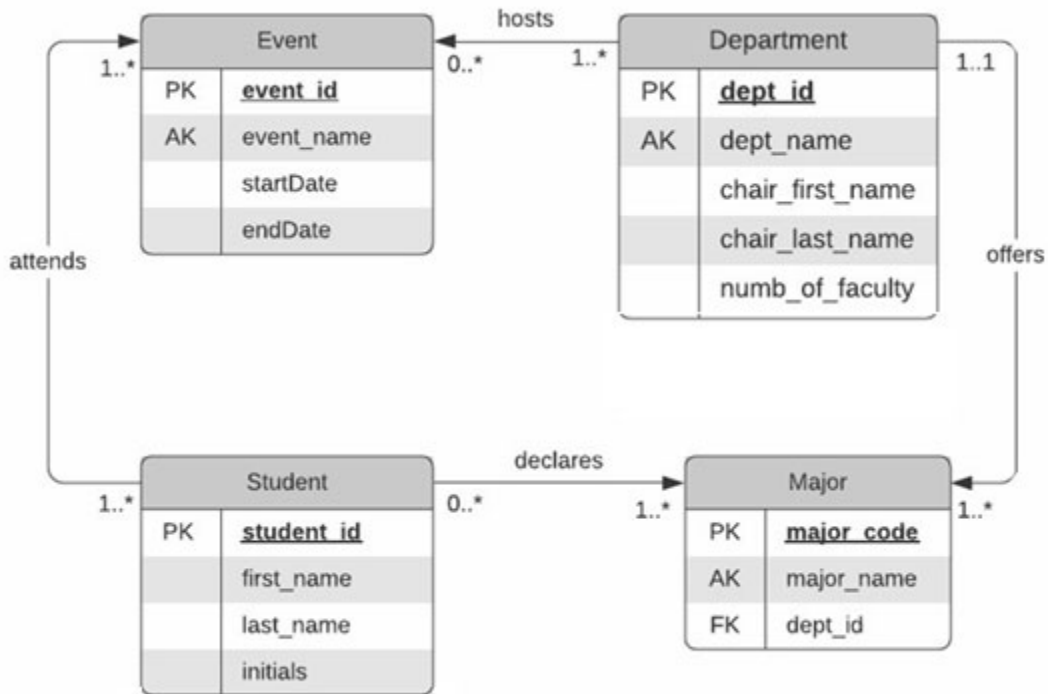 hosts
Event
1..*
0..*
PK event_id
AK event_name
startDate
endDate
1..*
Department
1..1
PK dept_id
AK dept_name
chair_first_name
chair_last_name
numb_of_faculty
attends
offers
declares
Student
1..*
0..*
PK student_id
first_name
last_name
initials
Major
1..*
1..*
PK major_code
AK major_name
FK dept_id